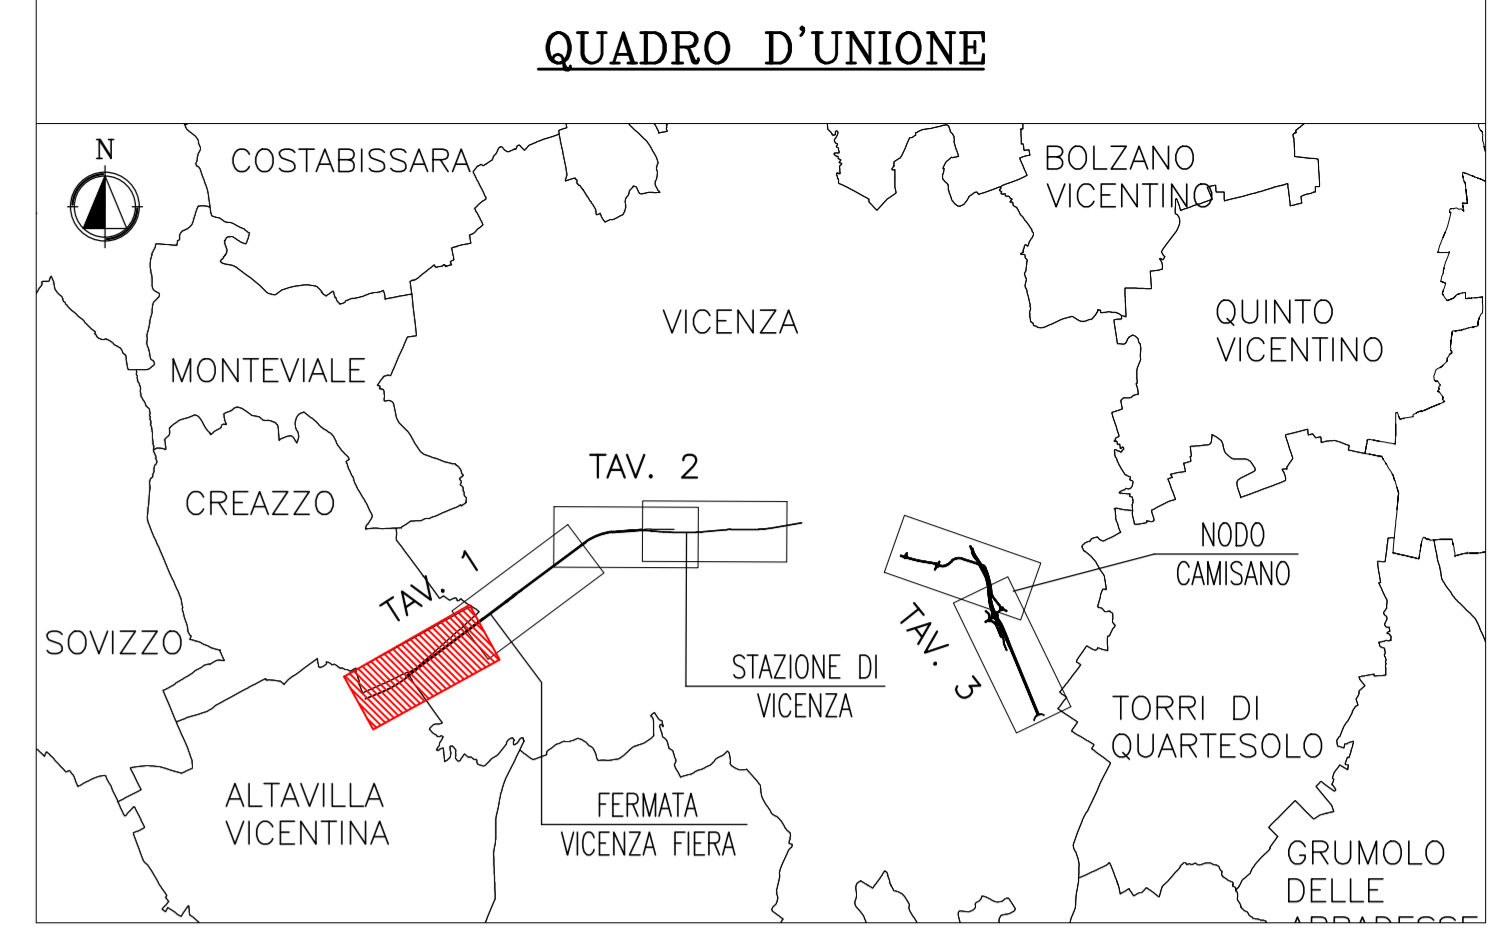 QUADRO D'UNIONE
N
COSTABISSARA
BOLZANO
VICENTINO
VICENZA
QUINTO
VICENTINO
MONTEVIALE
TAV. 2
CREAZZO
NODO
CAMISANO
TAV. 1
SOVIZZO
TAV. 3
STAZIONE DI
VICENZA
TORRI DI
QUARTESOLO
ALTAVILLA
VICENTINA
FERMATA
VICENZA FIERA
GRUMOLO
DELLE